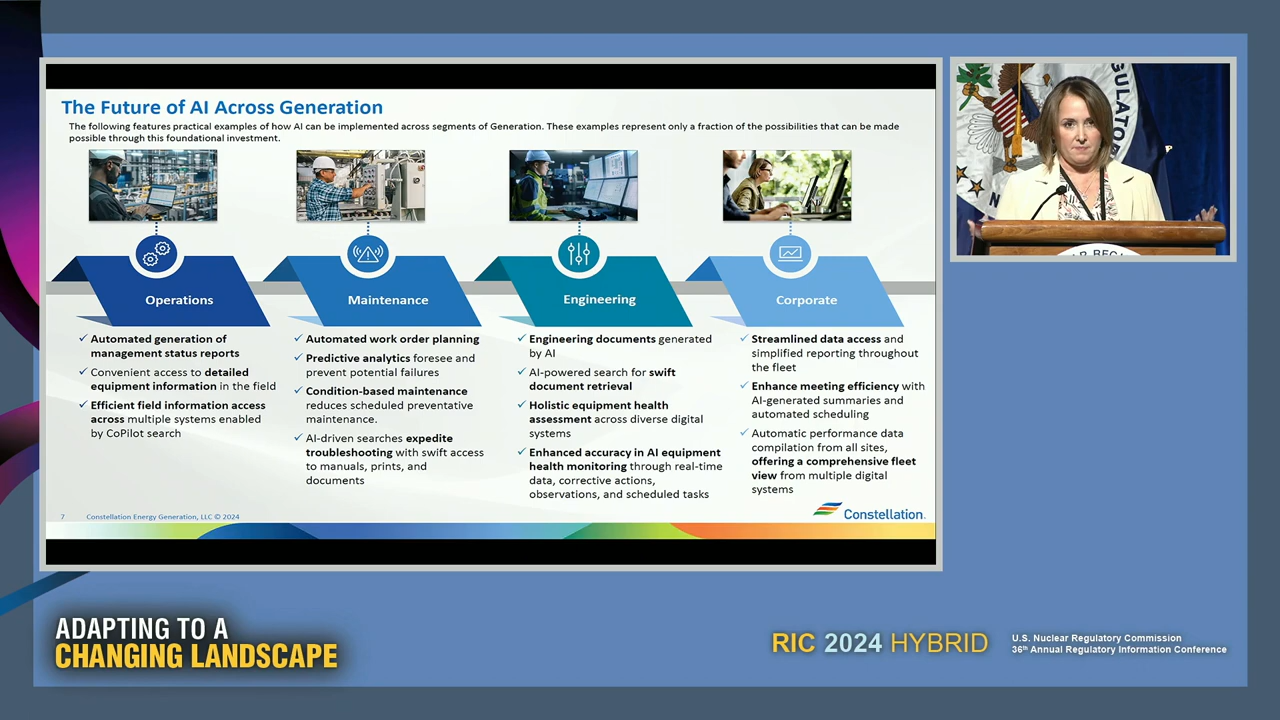 The Future of AI Across Generation
The following features practical examples of how AI can be implemented across segments of Generation. These examples represent only a fraction of the possibilities that can be made
possible through this foundational investment.
Operations
Automated generation of
management status reports
Convenient access to detailed
equipment information in the field
Efficient field information access
across multiple systems enabled
by CoPilot search
Maintenance
Automated work order planning
Predictive analytics foresee and
prevent potential failures
Condition-based maintenance
reduces scheduled preventative
maintenance.
AI-driven searches expedite
troubleshooting with swift access
to manuals, prints, and
documents
Engineering
Engineering documents generated
by AI
AI-powered search for swift
document retrieval
Holistic equipment health
assessment across diverse digital
systems
Enhanced accuracy in AI equipment
health monitoring through real-time
data, corrective actions,
observations, and scheduled tasks
Corporate
Streamlined data access and
simplified reporting throughout
the fleet
Enhance meeting efficiency with
AI-generated summaries and
automated scheduling
Automatic performance data
compilation from all sites,
offering a comprehensive fleet
view from multiple digital
systems
7 Constellation Energy Generation, LLC © 2024
Constellation.
ADAPTING TO A
CHANGING LANDSCAPE
RIC 2024 HYBRID
U.S. Nuclear Regulatory Commission
36th Annual Regulatory Information Conference